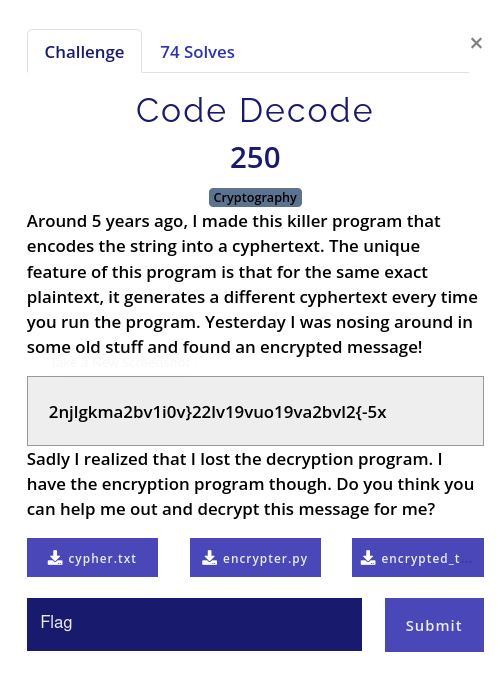 Challenge
74 Solves
×
Code Decode
250
Cryptography
Around 5 years ago, I made this killer program that
encodes the string into a cyphertext. The unique
feature of this program is that for the same exact
plaintext, it generates a different cyphertext every time
you run the program. Yesterday I was nosing around in
some old stuff and found an encrypted message!
2njlgkma2bv1i0v}22lv19vuo19va2bvl2{-5x
Sadly I realized that I lost the decryption program. I
have the encryption program though. Do you think you
can help me out and decrypt this message for me?
cypher.txt
encrypter.py
encrypted_t...
Flag
Submit